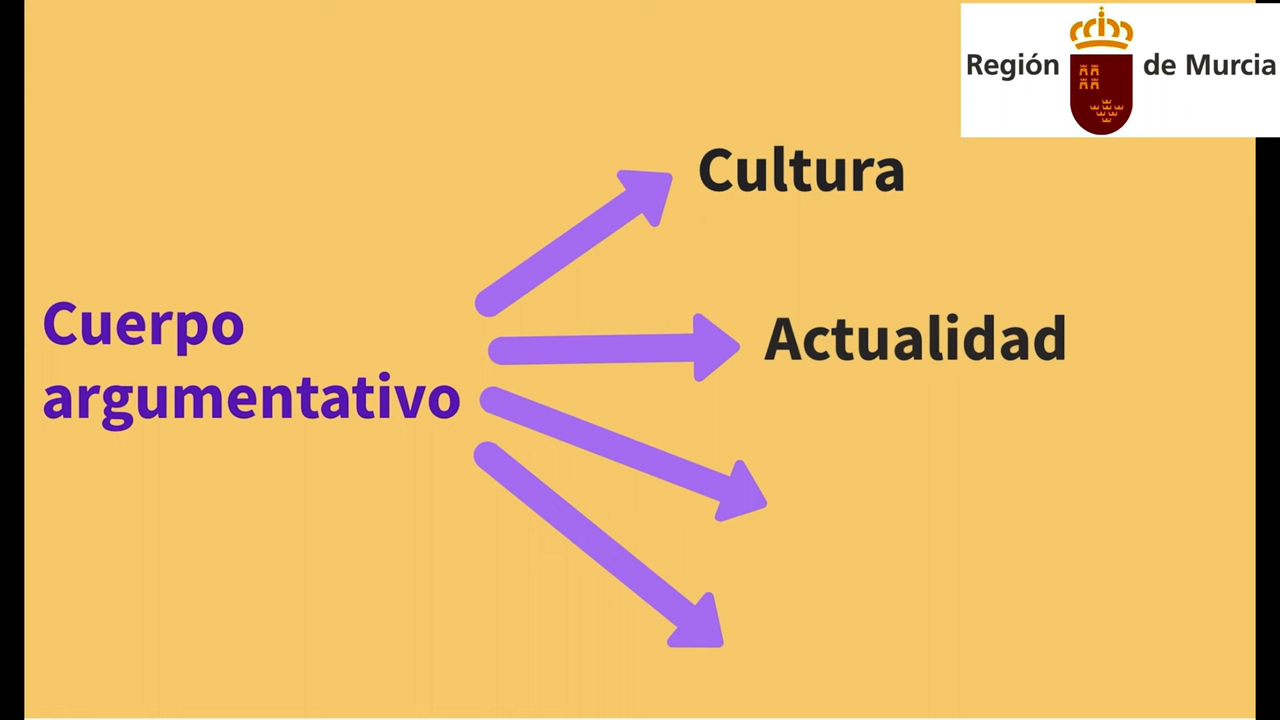 Región de Murcia
Cultura
Cuerpo
argumentativo
Actualidad